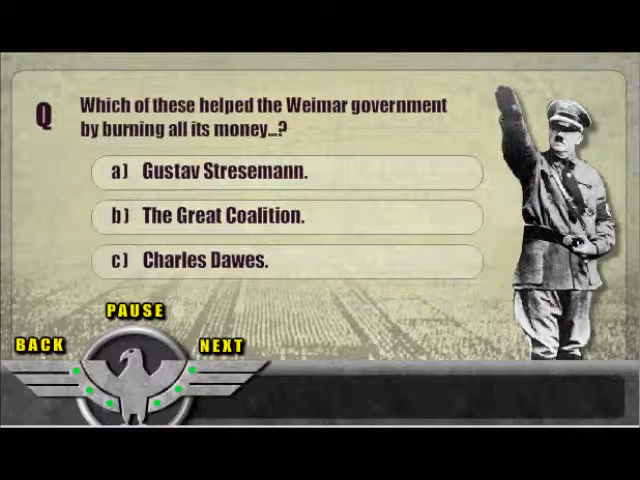 Q
Which of these helped the Weimar government
by burning all its money...?
a) Gustav Stresemann.
b) The Great Coalition.
c) Charles Dawes.
PAUSE
BACK
NEXT